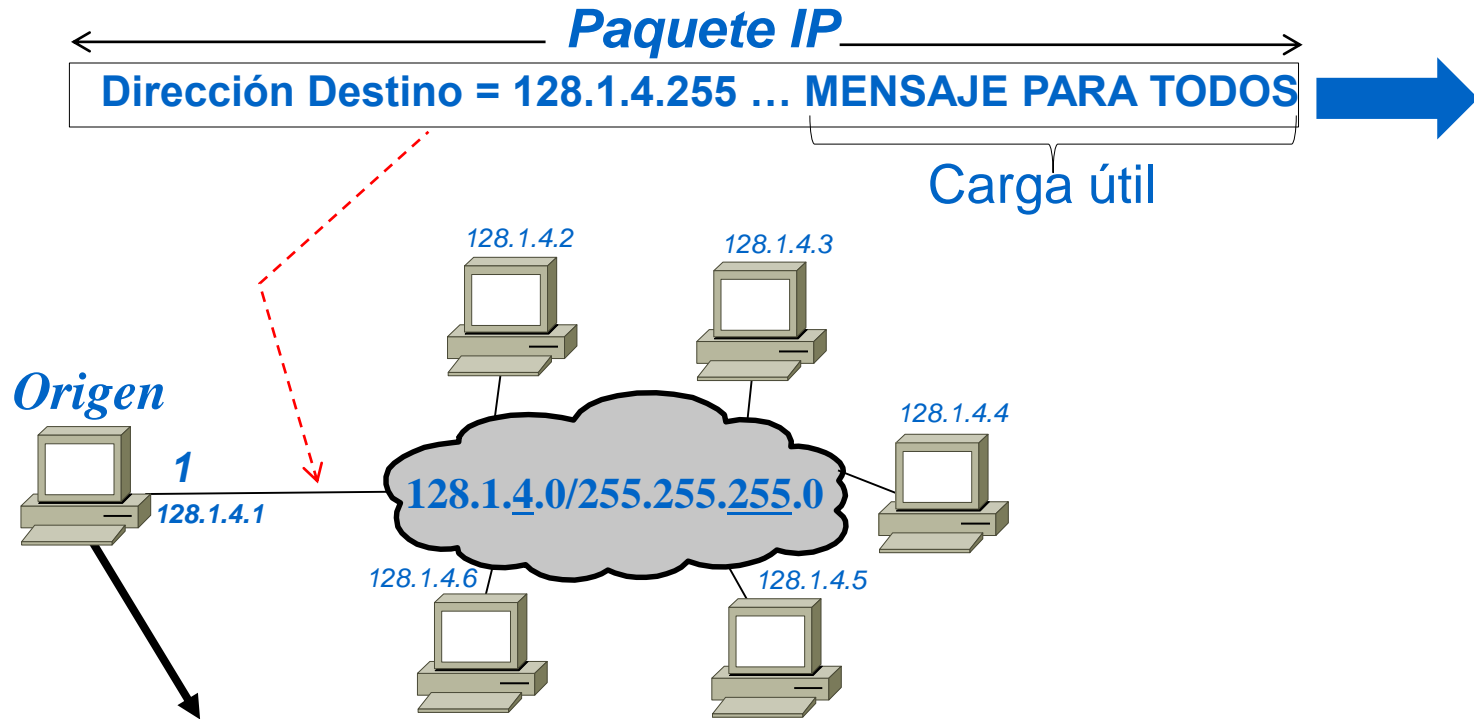 Paquete IP
Dirección Destino = 128.1.4.255 … MENSAJE PARA TODOS
Carga útil
128.1.4.2
128.1.4.3
Origen
128.1.4.4
1
128.1.4.0/255.255.255.0
128.1.4.1
128.1.4.6
128.1.4.5